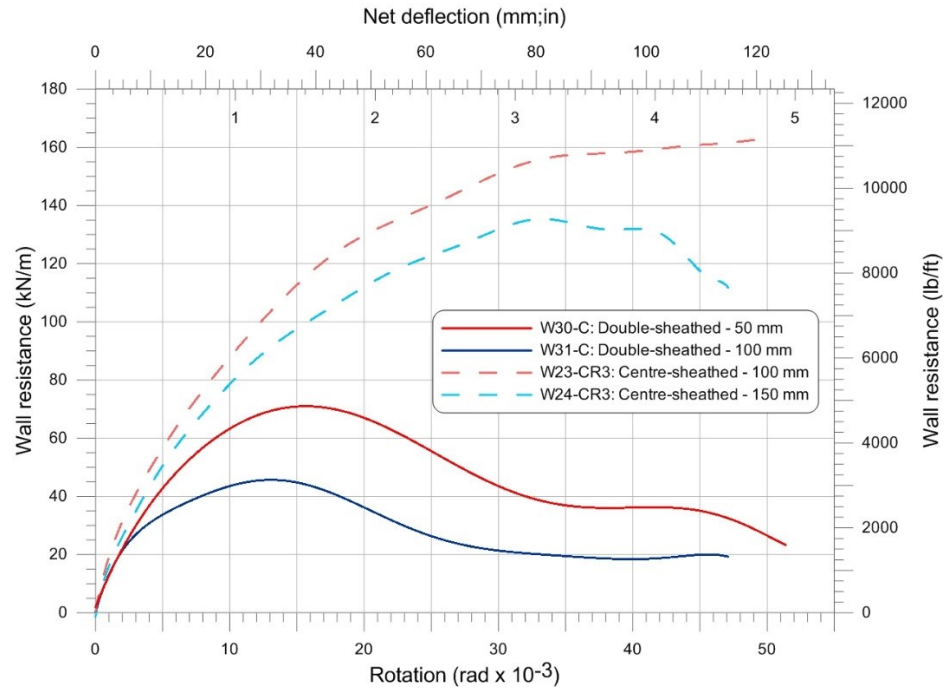 Net deflection (mm;in)
0 20 40 60 80 100 120
1 2 3 4 5
Wall resistance (kN/m)
180
160
140
120
100
80
60
40
20
0
Wall resistance (lb/ft)
12000
10000
8000
6000
4000
2000
0
W30-C: Double-sheathed - 50 mm
W31-C: Double-sheathed - 100 mm
W23-CR3: Centre-sheathed - 100 mm
W24-CR3: Centre-sheathed - 150 mm
0 10 20 30 40 50
Rotation (rad x 10-3)